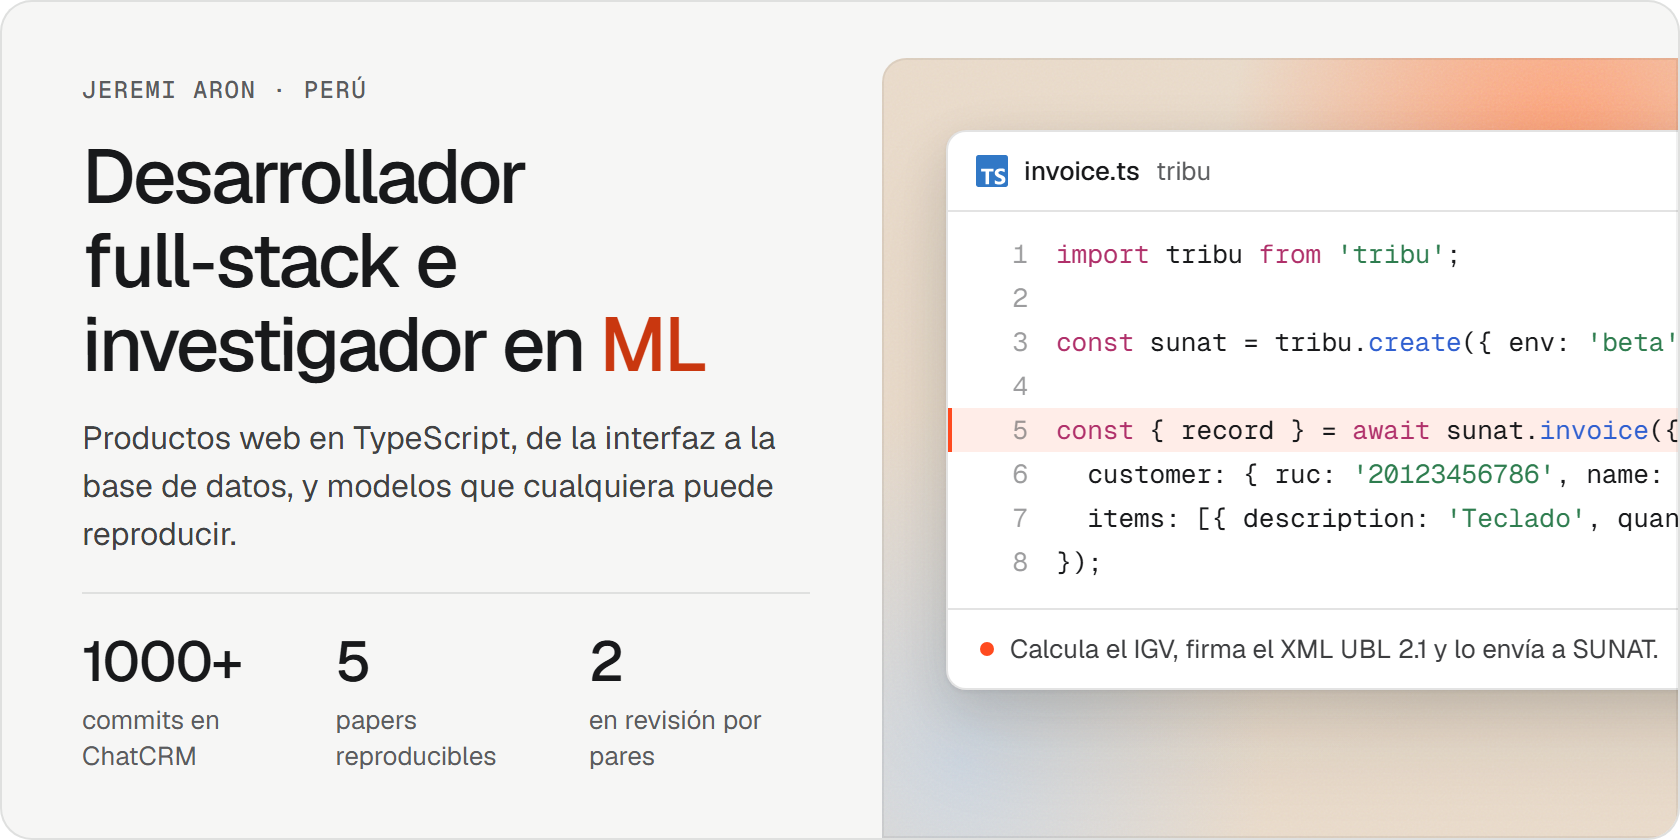 JEREMI ARON · PERÚ
Desarrollador
full-stack e
investigador en ML
Productos web en TypeScript, de la interfaz a la
base de datos, y modelos que cualquiera puede
reproducir.
1000+
commits en
ChatCRM
5
papers
reproducibles
2
en revisión por
pares
TS invoice.ts tribu
1 import tribu from 'tribu';
2
3 const sunat = tribu.create({ env: 'beta'
4
5 const { record } = await sunat.invoice({
6 customer: { ruc: '20123456786', name:
7 items: [{ description: 'Teclado', quan
8 });
Calcula el IGV, firma el XML UBL 2.1 y lo envía a SUNAT.